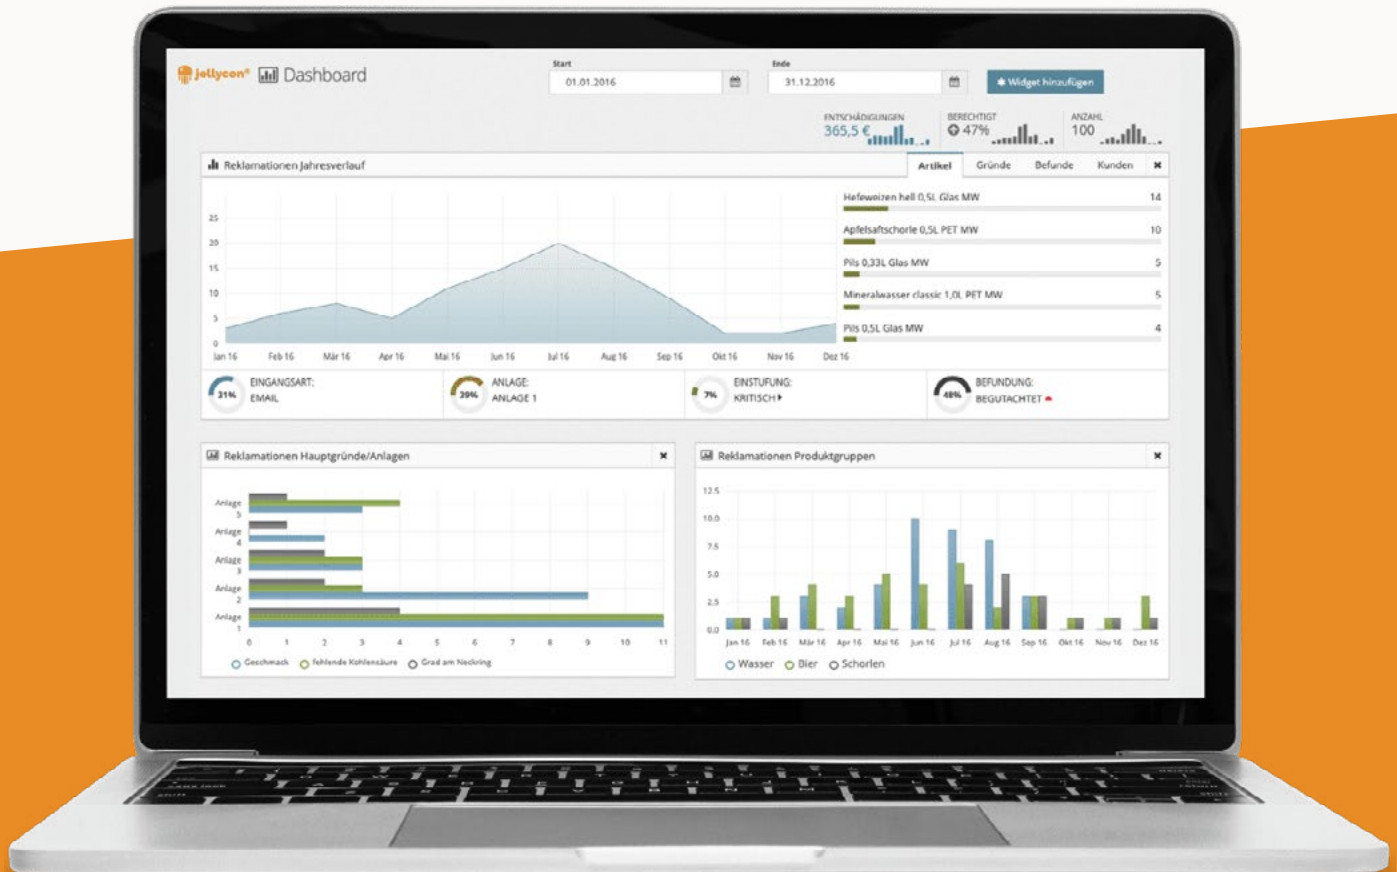 jellycon® Dashboard
Start
01.01.2016
Ende
31.12.2016
✱ Widget hinzufügen
ENTSCHÄDIGUNGEN
365,5 €
BERECHTIGT
47%
ANZAHL
100
Reklamationen Jahresverlauf
Artikel Gründe Befunde Kunden ✖
25
20
15
10
5
0
Jan 16 Feb 16 Mär 16 Apr 16 Mai 16 Jun 16 Jul 16 Aug 16 Sep 16 Okt 16 Nov 16 Dez 16
Hefeweizen hell 0,5L Glas MW 14
Apfelsaftschorle 0,5L PET MW 10
Pils 0,33L Glas MW 5
Mineralwasser classic 1,0L PET MW 5
Pils 0,5L Glas MW 4
31%
EINGANGSART:
EMAIL
39%
ANLAGE:
ANLAGE 1
7%
EINSTUFUNG:
KRITISCH
48%
BEFUNDUNG:
BEGUTACHTET
Reklamationen Hauptgründe/Anlagen ✖
Anlage
5
Anlage
4
Anlage
3
Anlage
2
Anlage
1
0 1 2 3 4 5 6 7 8 9 10 11
Geschmack fehlende Kohlensäure Grad am Neckring
Reklamationen Produktgruppen ✖
12.5
10.0
7.5
5.0
2.5
0.0
Jan 16 Feb 16 Mär 16 Apr 16 Mai 16 Jun 16 Jul 16 Aug 16 Sep 16 Okt 16 Nov 16 Dez 16
Wasser Bier Schorlen